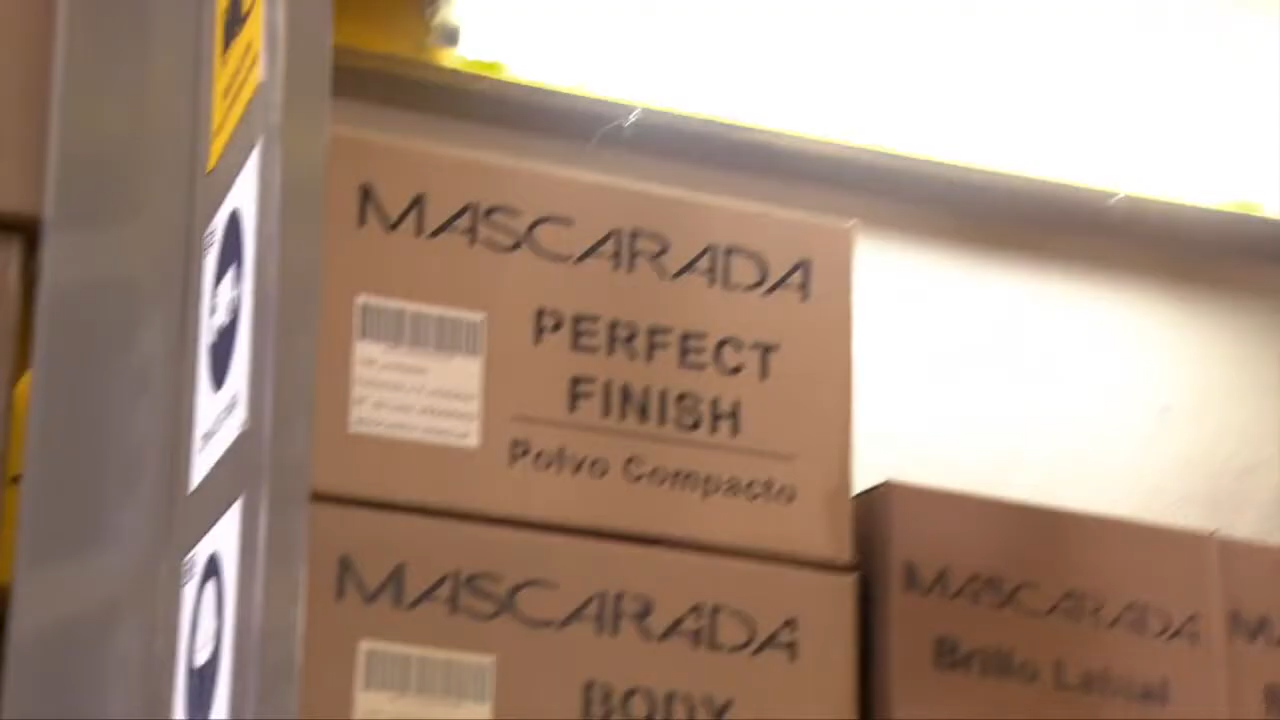 MASCARADA
PERFECT
FINISH
Polvo Compacto
MASCARADA
BODY
MASCARADA
Brillo Labial